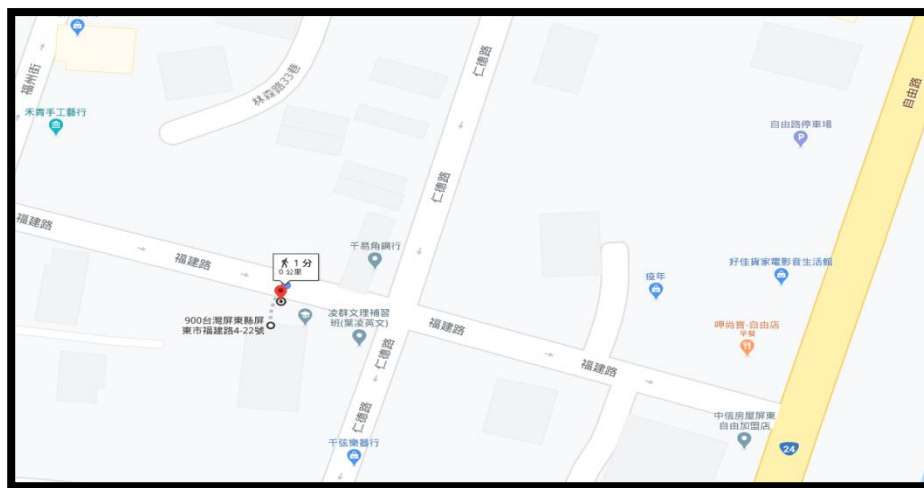 福州街
禾青手工藝行
林森路33巷
仁德路
自由路
自由路停車場
仁德路
福建路
福建路
1 分
0 公里
千易角鋼行
好佳貨家電影音生活館
疫年
900台灣屏東縣屏
東市福建路4-22號
凌群文理補習
班(葉凌英文)
福建路
呷尚寶-自由店
早餐
仁德路
福建路
仁德路
中信房屋屏東
自由加盟店
千弦樂器行
24